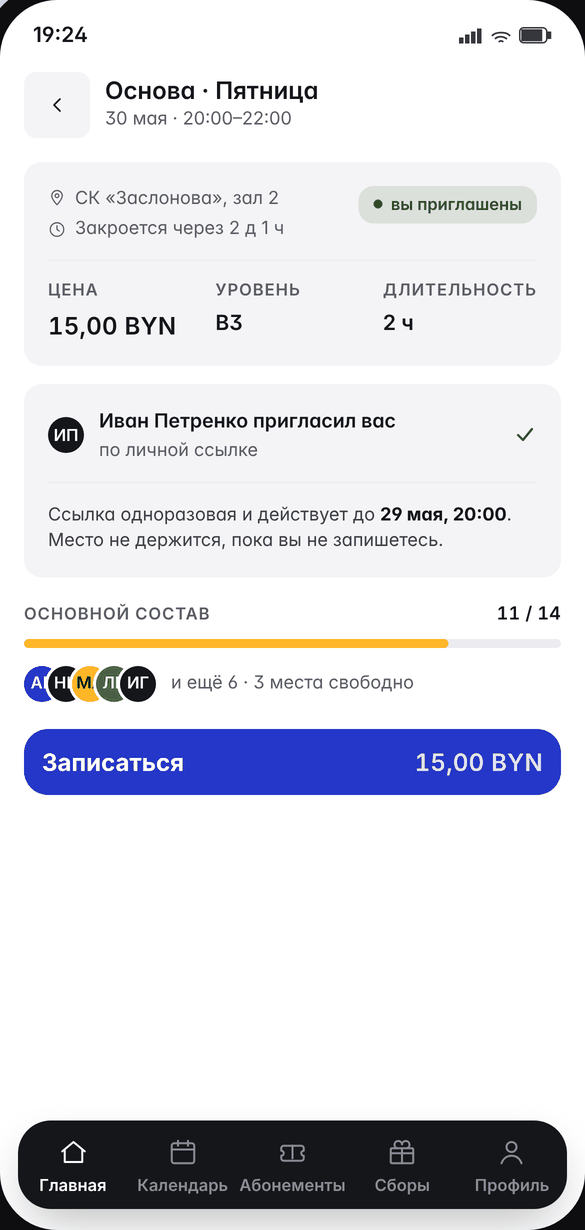 19:24
Основа · Пятница
30 мая · 20:00–22:00
СК «Заслонова», зал 2
вы приглашены
Закроется через 2 д 1 ч
ЦЕНА УРОВЕНЬ ДЛИТЕЛЬНОСТЬ
15,00 BYN B3 2 ч
ИП
Иван Петренко пригласил вас
по личной ссылке
Ссылка одноразовая и действует до 29 мая, 20:00.
Место не держится, пока вы не запишетесь.
ОСНОВНОЙ СОСТАВ 11 / 14
ИГ и ещё 6 · 3 места свободно
Записаться 15,00 BYN
Главная Календарь Абонементы Сборы Профиль